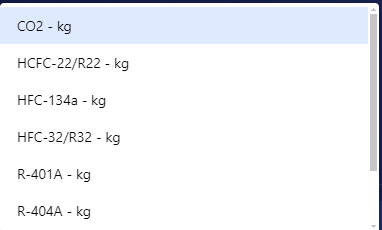 CO2 - kg
HCFC-22/R22 - kg
HFC-134a - kg
HFC-32/R32 - kg
R-401A - kg
R-404A - kg